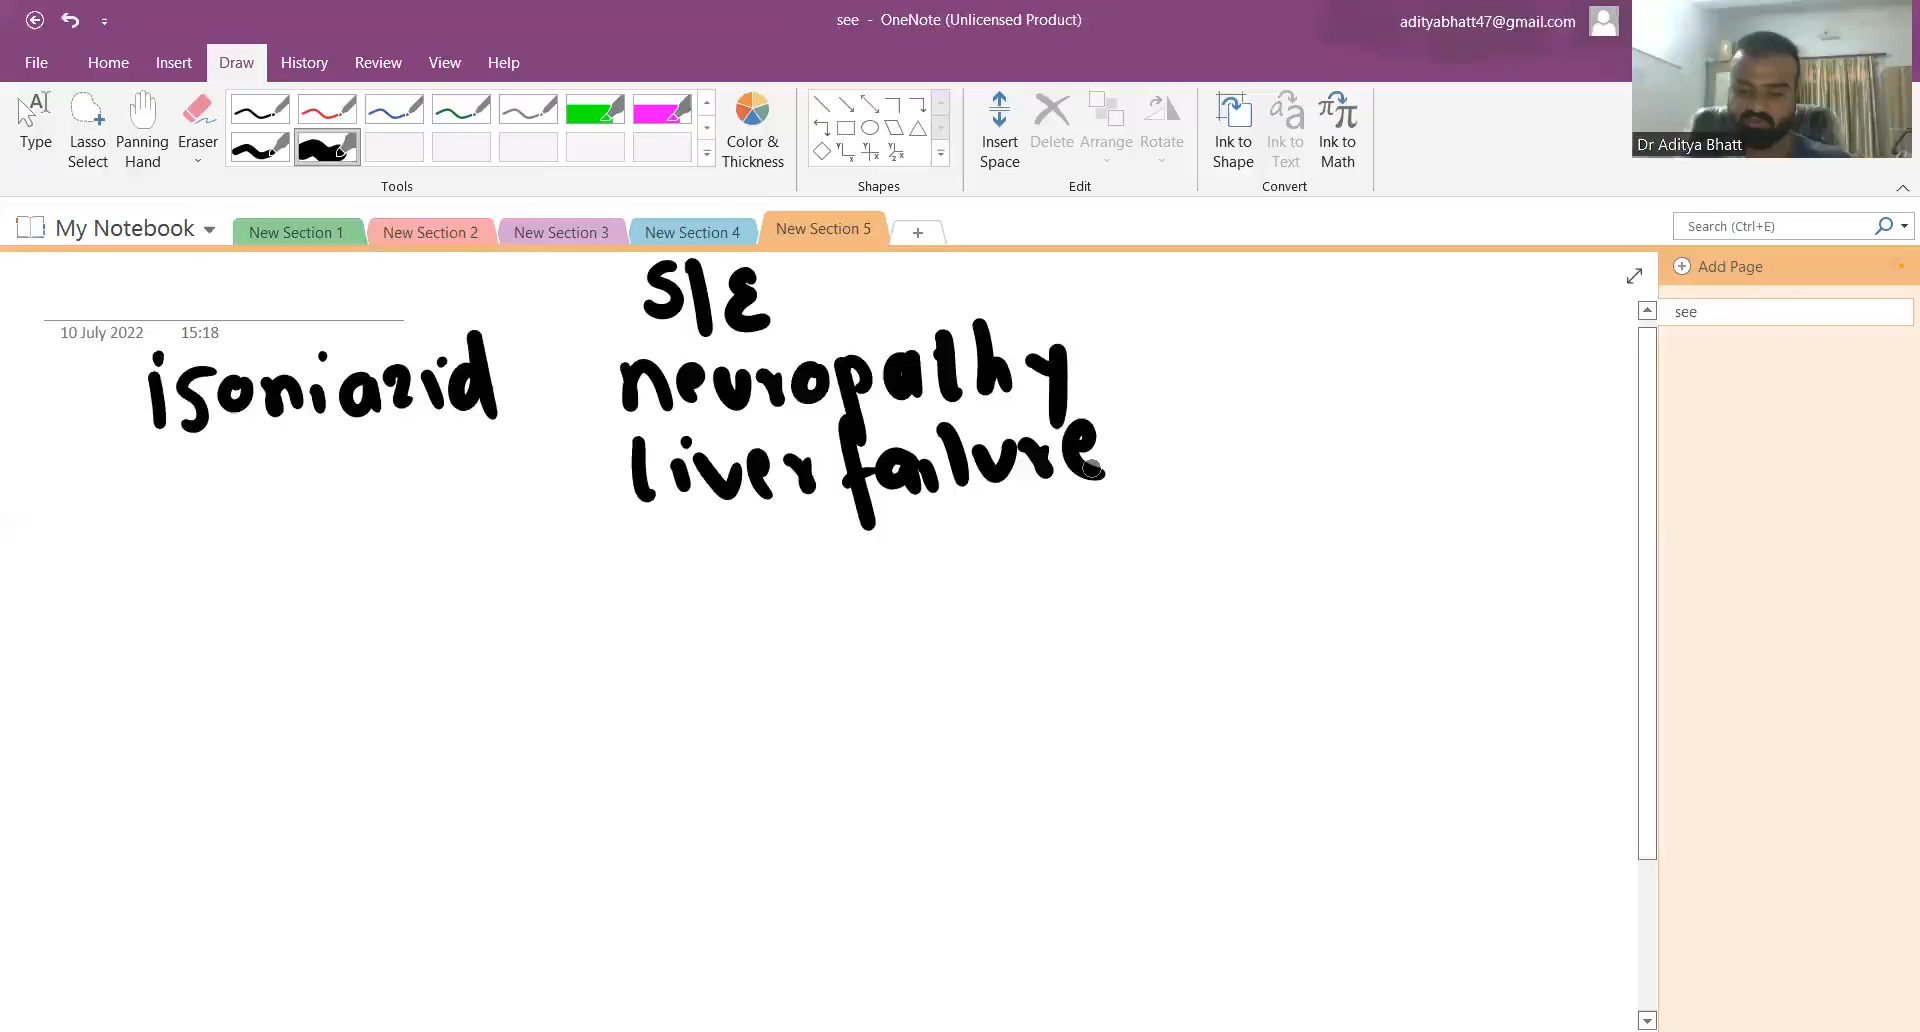 see - OneNote (Unlicensed Product)
adityabhatt47@gmail.com
File Home Insert Draw History Review View Help
Type
Lasso Select
Panning Hand
Eraser
Color & Thickness
Insert Space
Delete
Arrange
Rotate
Ink to Shape
Ink to Text
Ink to Math
Tools
Shapes
Edit
Convert
Dr Aditya Bhatt
My Notebook
New Section 1
New Section 2
New Section 3
New Section 4
New Section 5
Search (Ctrl+E)
Add Page
see
10 July 2022 15:18
S/E
isoniazid
neuropathy
liver failure